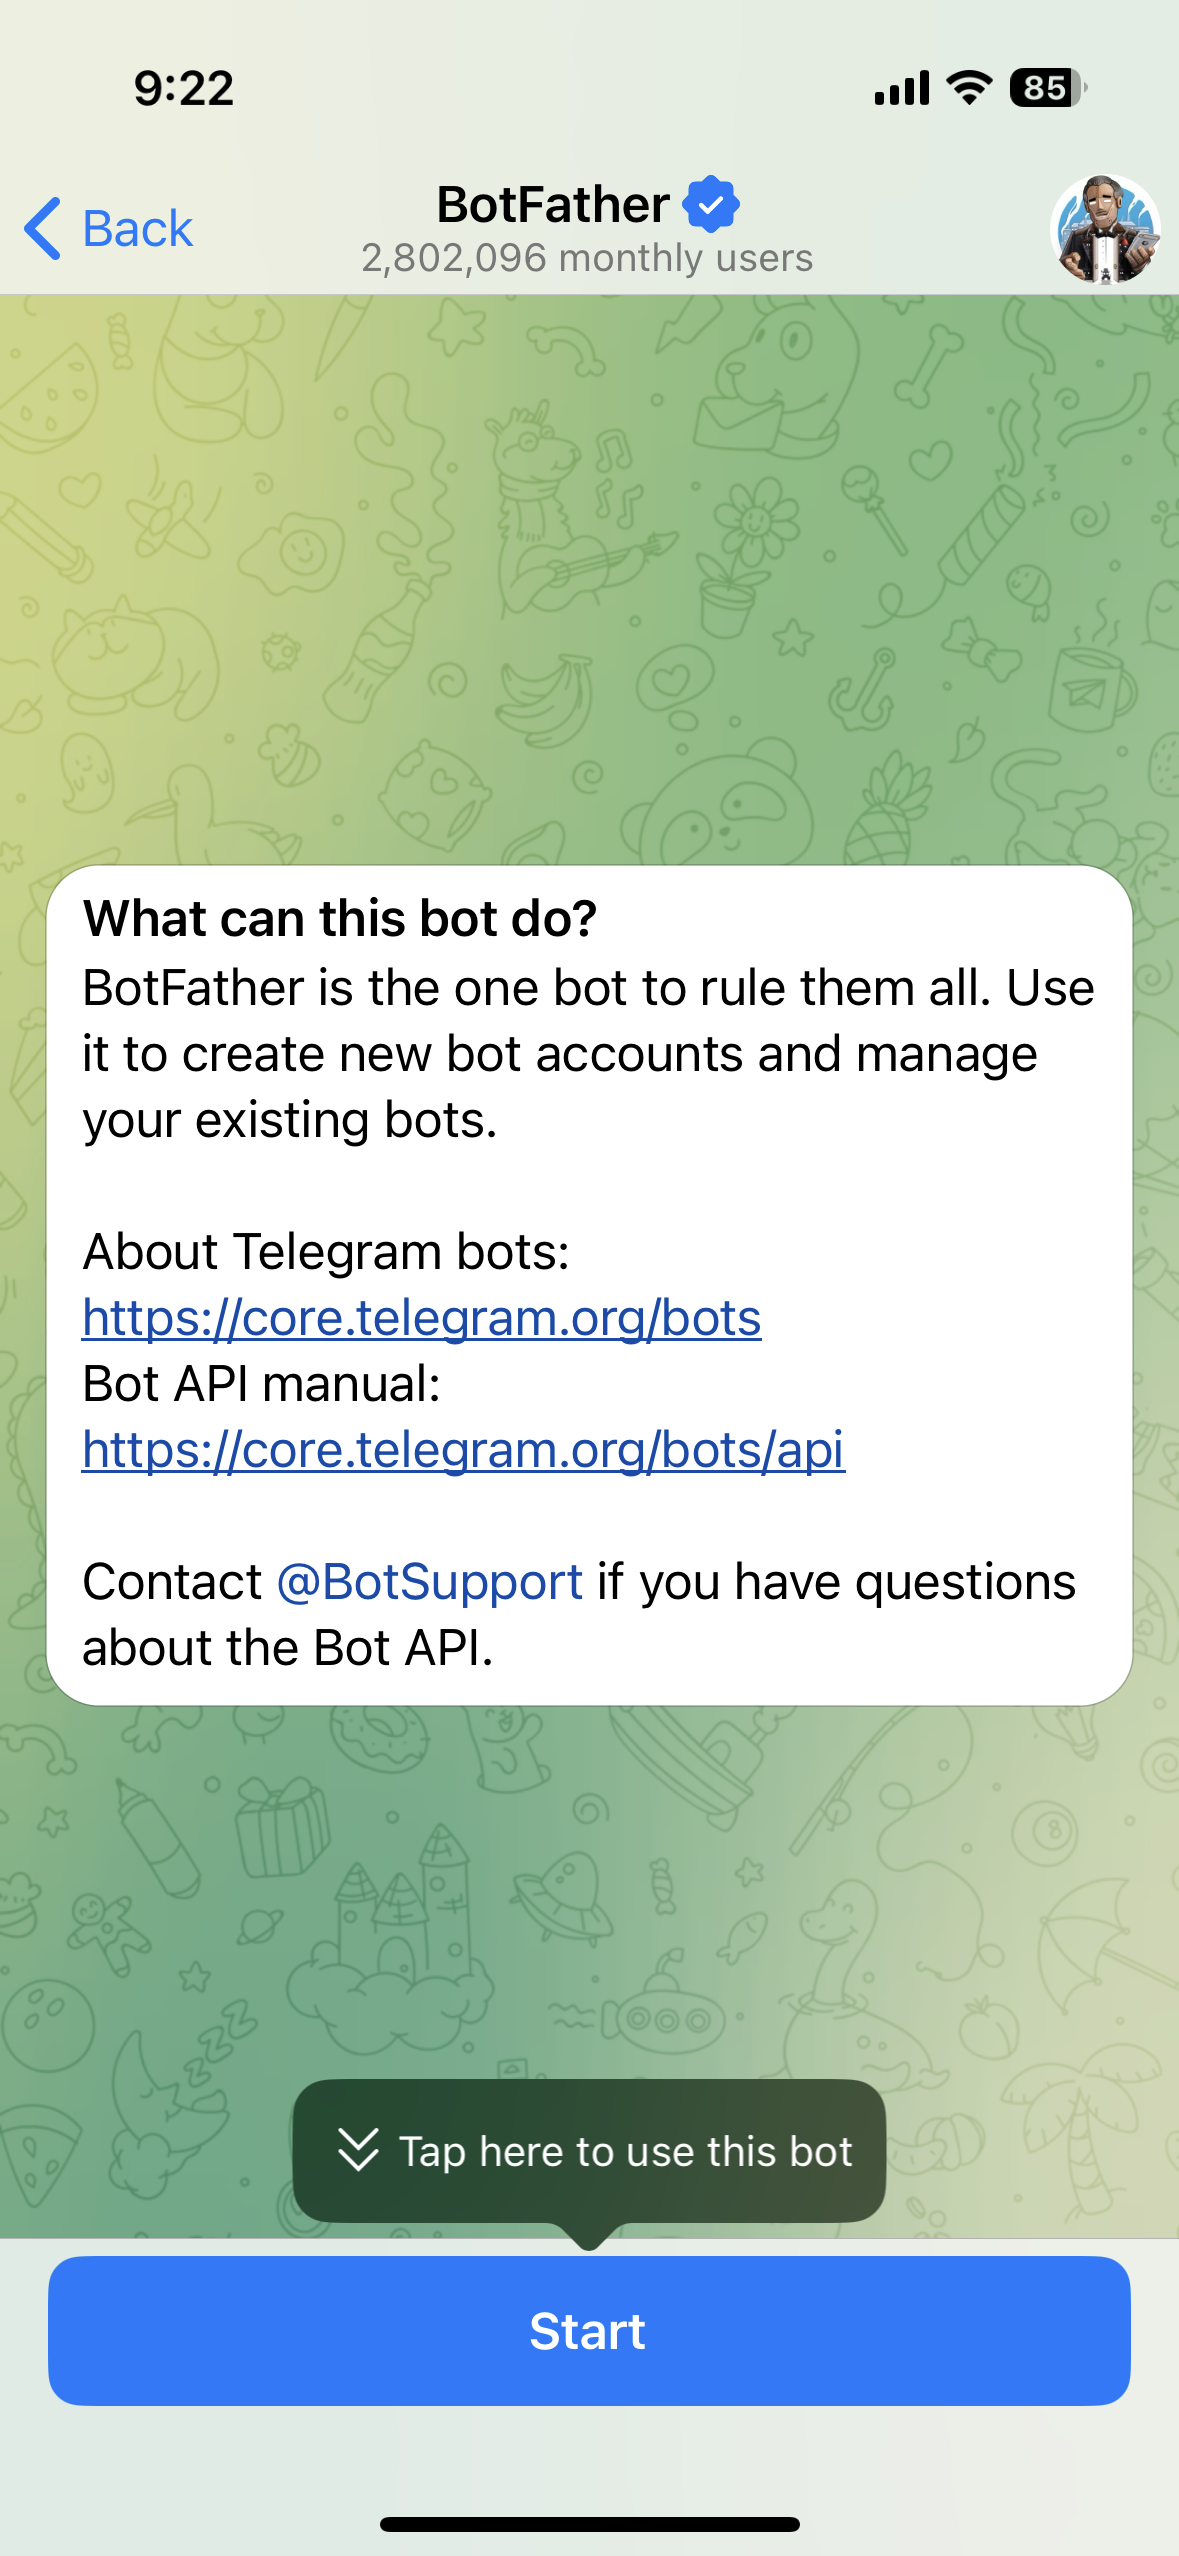 9:22
85
Back
BotFather
2,802,096 monthly users
What can this bot do?
BotFather is the one bot to rule them all. Use
it to create new bot accounts and manage
your existing bots.
About Telegram bots:
https://core.telegram.org/bots
Bot API manual:
https://core.telegram.org/bots/api
Contact @BotSupport if you have questions
about the Bot API.
Tap here to use this bot
Start